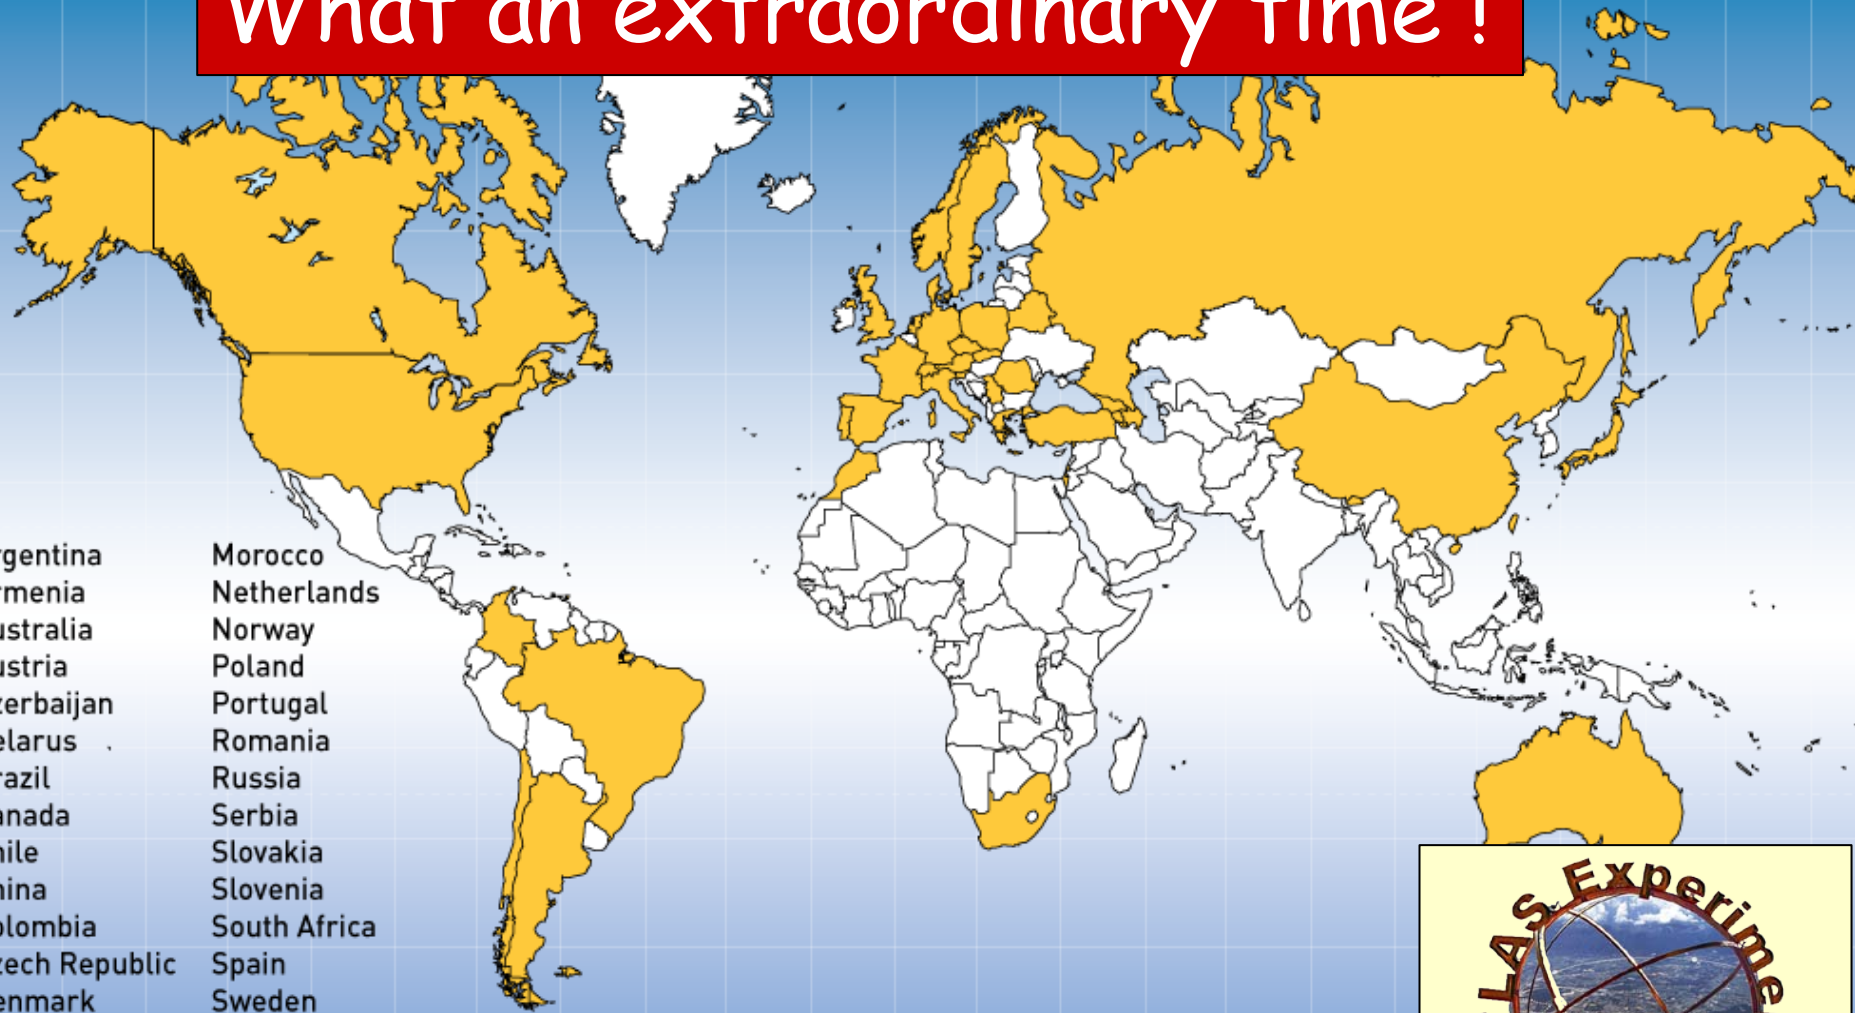 What an extraordinary time !
rgentina
rmenia
ustralia
ustria
zerbaijan
elarus
razil
anada
hile
hina
olombia
zech Republic
enmark
Morocco
Netherlands
Norway
Poland
Portugal
Romania
Russia
Serbia
Slovakia
Slovenia
South Africa
Spain
Sweden
LAS Experime